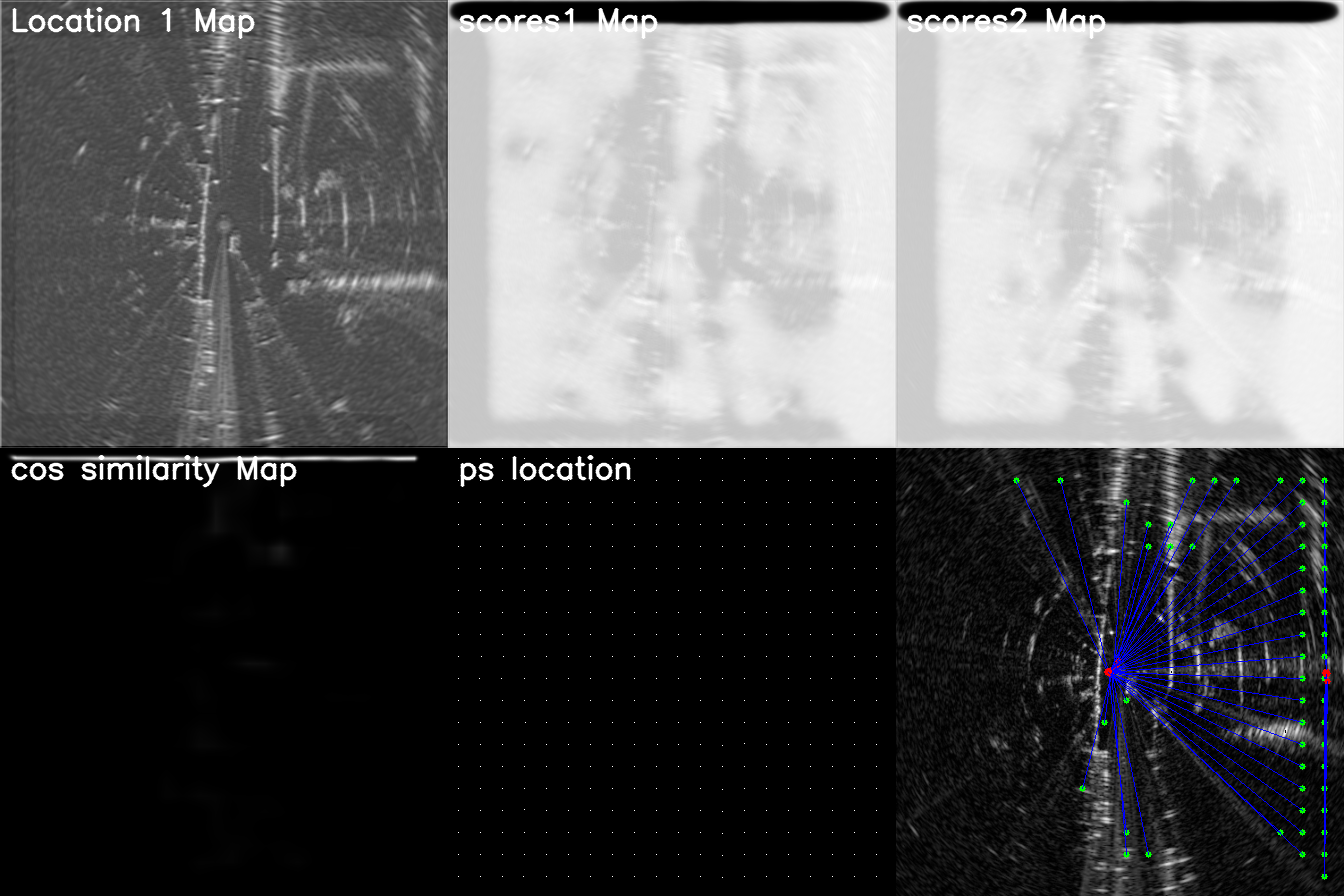 Location 1 Map
scores1 Map
scores2 Map
cos similarity Map
ps location